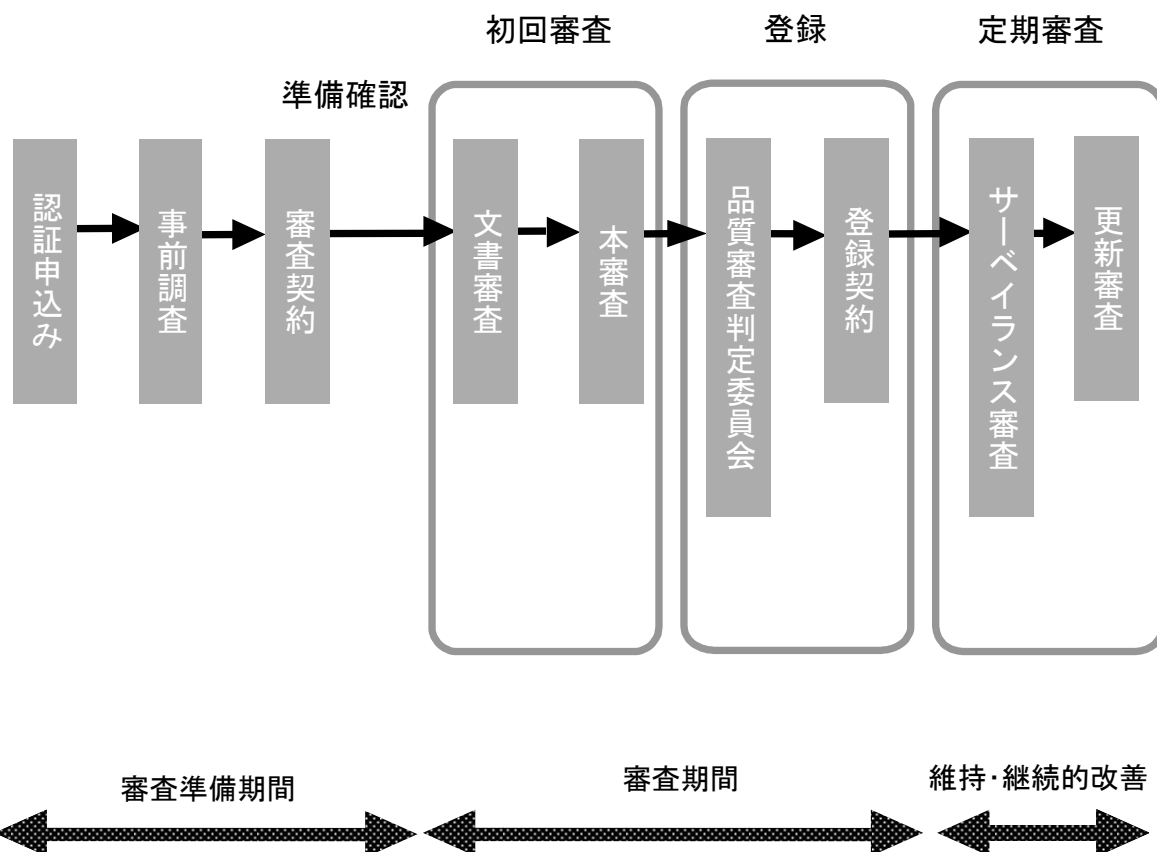 初回審査
登録
定期審査
準備確認
認証申込み
事前調査
審査契約
文書審査
本審査
品質審査判定委員会
登録契約
サーベイランス審査
更新審査
審査準備期間
審査期間
維持・継続的改善